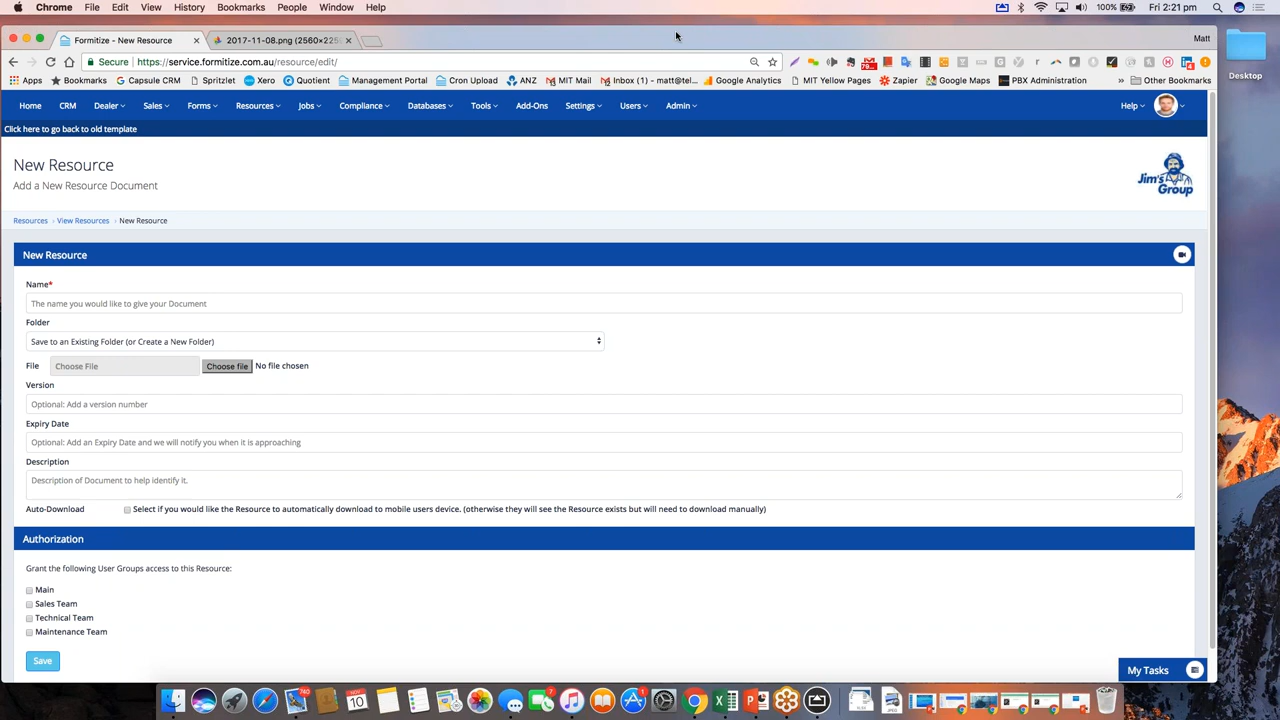 Chrome File Edit View History Bookmarks People Window Help 100% Fri 2:21 pm
Formitize - New Resource 2017-11-08.png (2560×225 Matt
Secure https://service.formitize.com.au/resource/edit/
Apps Bookmarks Capsule CRM Spritzlet Xero Quotient Management Portal Cron Upload ANZ MIT Mail Inbox (1) - matt@tel... Google Analytics MIT Yellow Pages Zapier Google Maps PBX Administration » Other Bookmarks
Desktop
Home CRM Dealer Sales Forms Resources Jobs Compliance Databases Tools Add-Ons Settings Users Admin Help
Click here to go back to old template
New Resource
Add a New Resource Document
Jim's Group
Resources View Resources New Resource
New Resource
Name*
The name you would like to give your Document
Folder
Save to an Existing Folder (or Create a New Folder)
File Choose File Choose file No file chosen
Version
Optional: Add a version number
Expiry Date
Optional: Add an Expiry Date and we will notify you when it is approaching
Description
Description of Document to help identify it.
Auto-Download Select if you would like the Resource to automatically download to mobile users device. (otherwise they will see the Resource exists but will need to download manually)
Authorization
Grant the following User Groups access to this Resource:
Main
Sales Team
Technical Team
Maintenance Team
Save
My Tasks